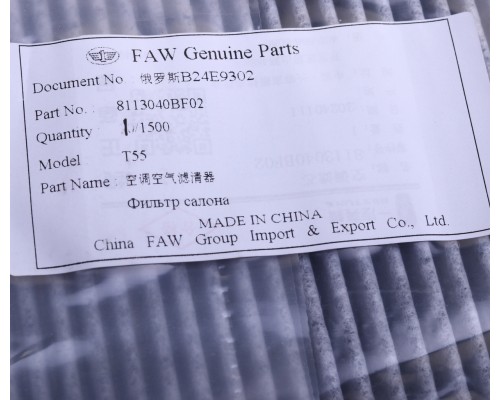 FAW Genuine Parts
Document No 俄罗斯B24E9302
Part No. : 8113040BF02
Quantity : 1/1500
Model : T55
Part Name : 空调空气滤清器
Фильтр салона
MADE IN CHINA
China FAW Group Import & Export Co., Ltd.